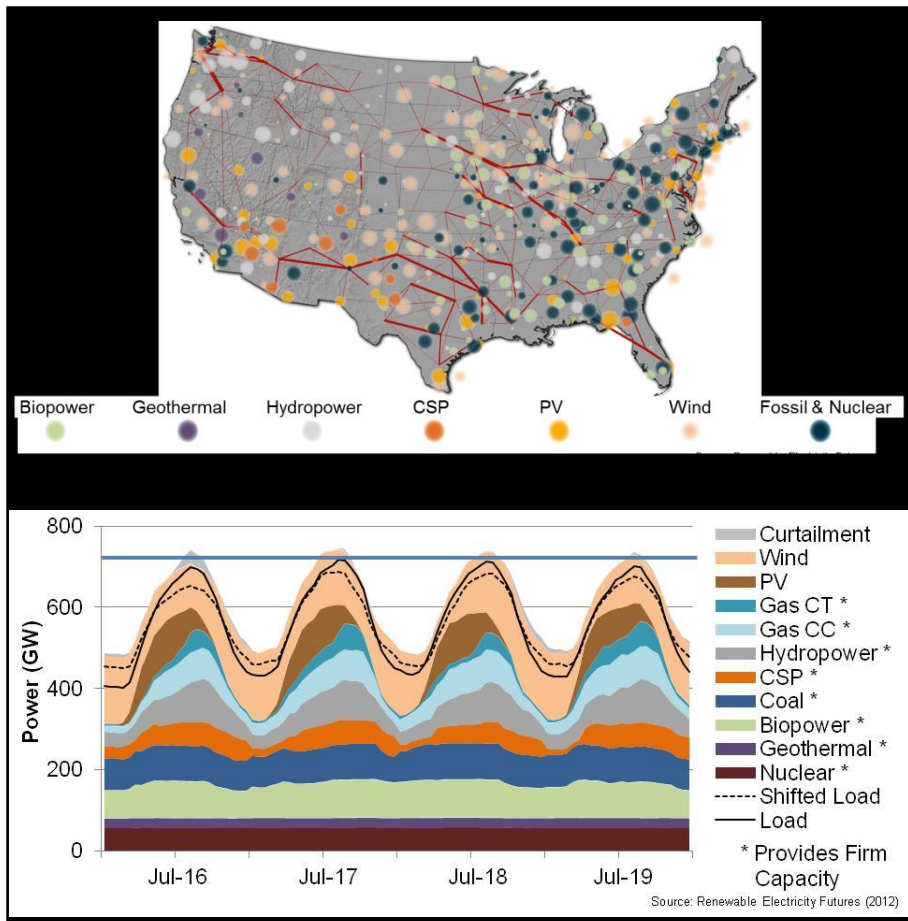 Biopower Geothermal Hydropower CSP PV Wind Fossil & Nuclear
800
600
400
200
0
Power (GW)
Jul-16 Jul-17 Jul-18 Jul-19
Curtailment
Wind
PV
Gas CT *
Gas CC *
Hydropower *
CSP *
Coal *
Biopower *
Geothermal *
Nuclear *
Shifted Load
Load
* Provides Firm
Capacity
Source: Renewable Electricity Futures (2012)